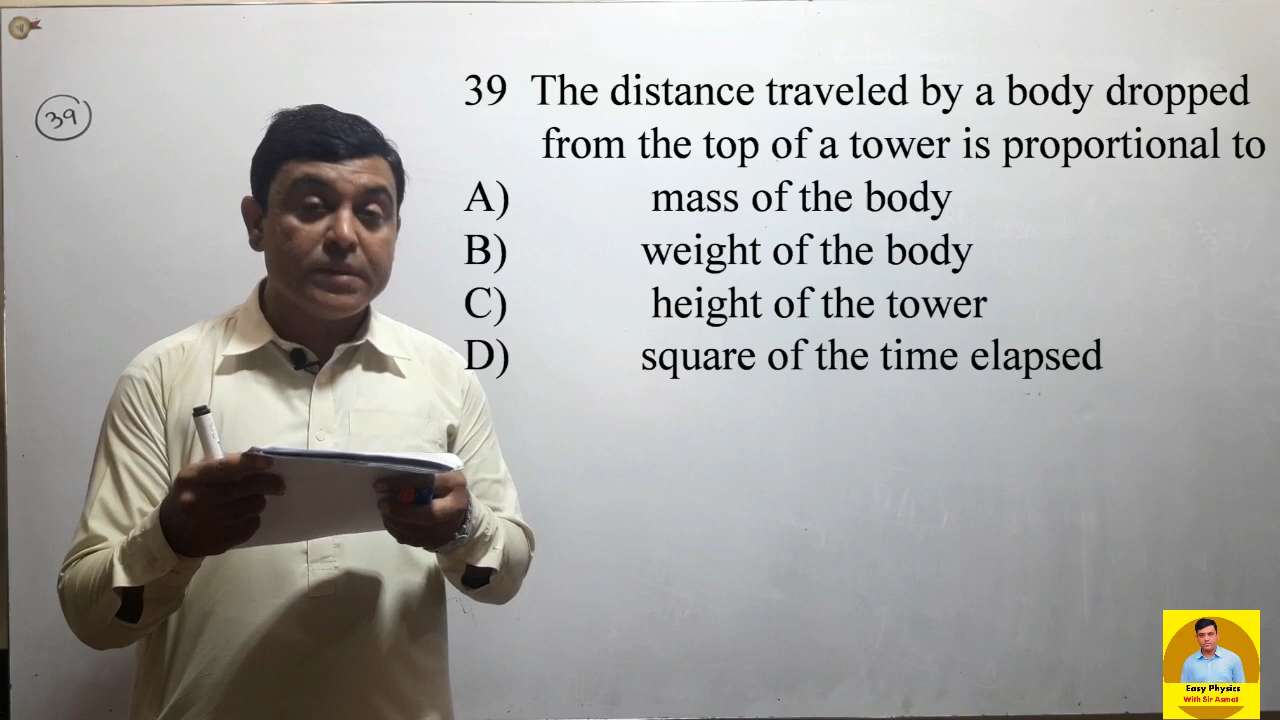 39
39 The distance traveled by a body dropped
from the top of a tower is proportional to
A) mass of the body
B) weight of the body
C) height of the tower
D) square of the time elapsed
Easy Physics
With Sir Asmat